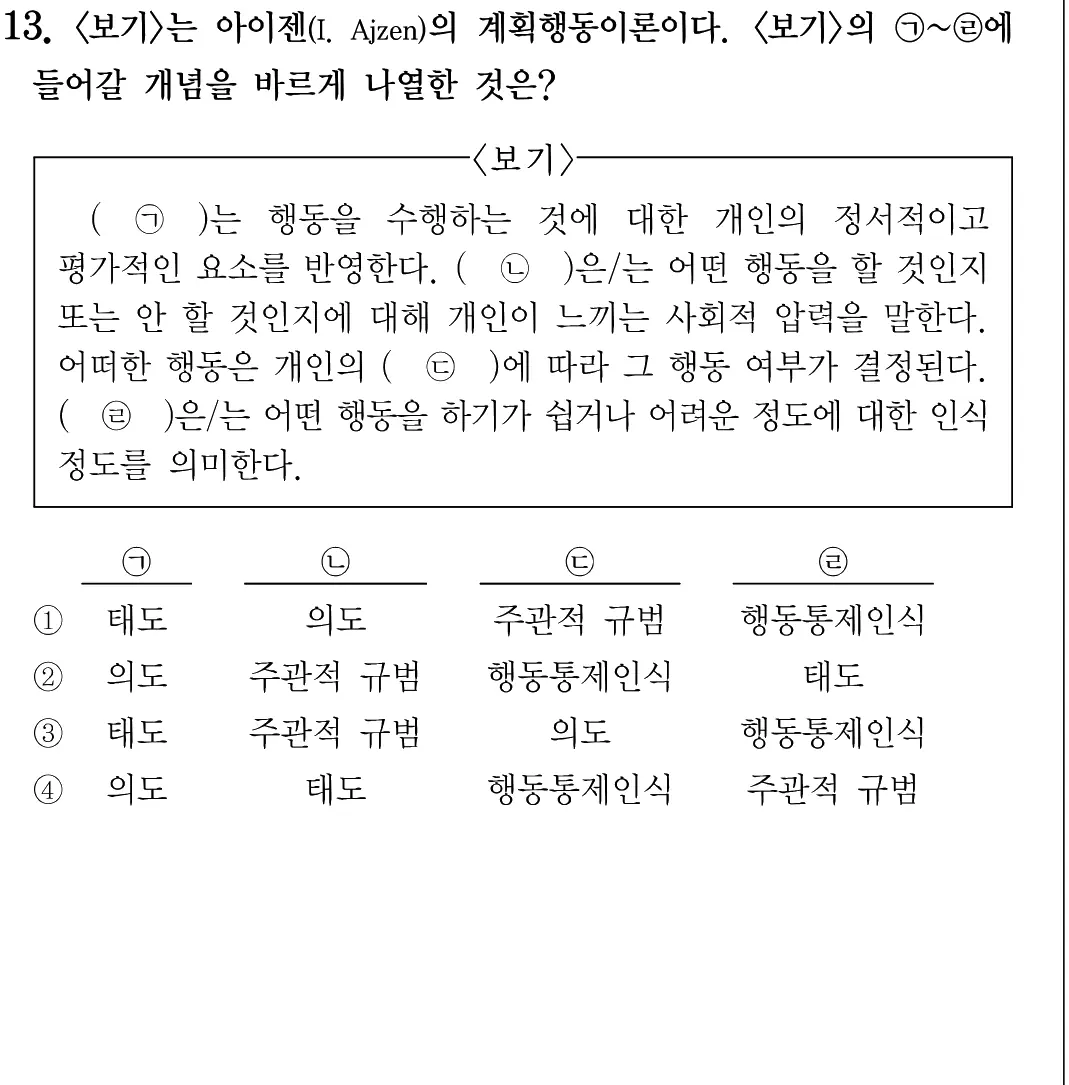 13. 〈보기〉는 아이젠(I. Ajzen)의 계획행동이론이다. 〈보기〉의 ㉠~㉣에
들어갈 개념을 바르게 나열한 것은?
〈보기〉
( ㉠ )는 행동을 수행하는 것에 대한 개인의 정서적이고
평가적인 요소를 반영한다. ( ㉡ )은/는 어떤 행동을 할 것인지
또는 안 할 것인지에 대해 개인이 느끼는 사회적 압력을 말한다.
어떠한 행동은 개인의 ( ㉢ )에 따라 그 행동 여부가 결정된다.
( ㉣ )은/는 어떤 행동을 하기가 쉽거나 어려운 정도에 대한 인식
정도를 의미한다.
㉠ ㉡ ㉢ ㉣
① 태도 의도 주관적 규범 행동통제인식
② 의도 주관적 규범 행동통제인식 태도
③ 태도 주관적 규범 의도 행동통제인식
④ 의도 태도 행동통제인식 주관적 규범